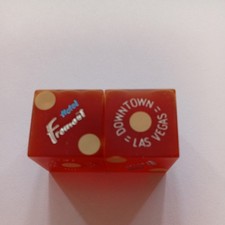 Hotel
Fremont
DOWNTOWN
= LAS VEGAS =